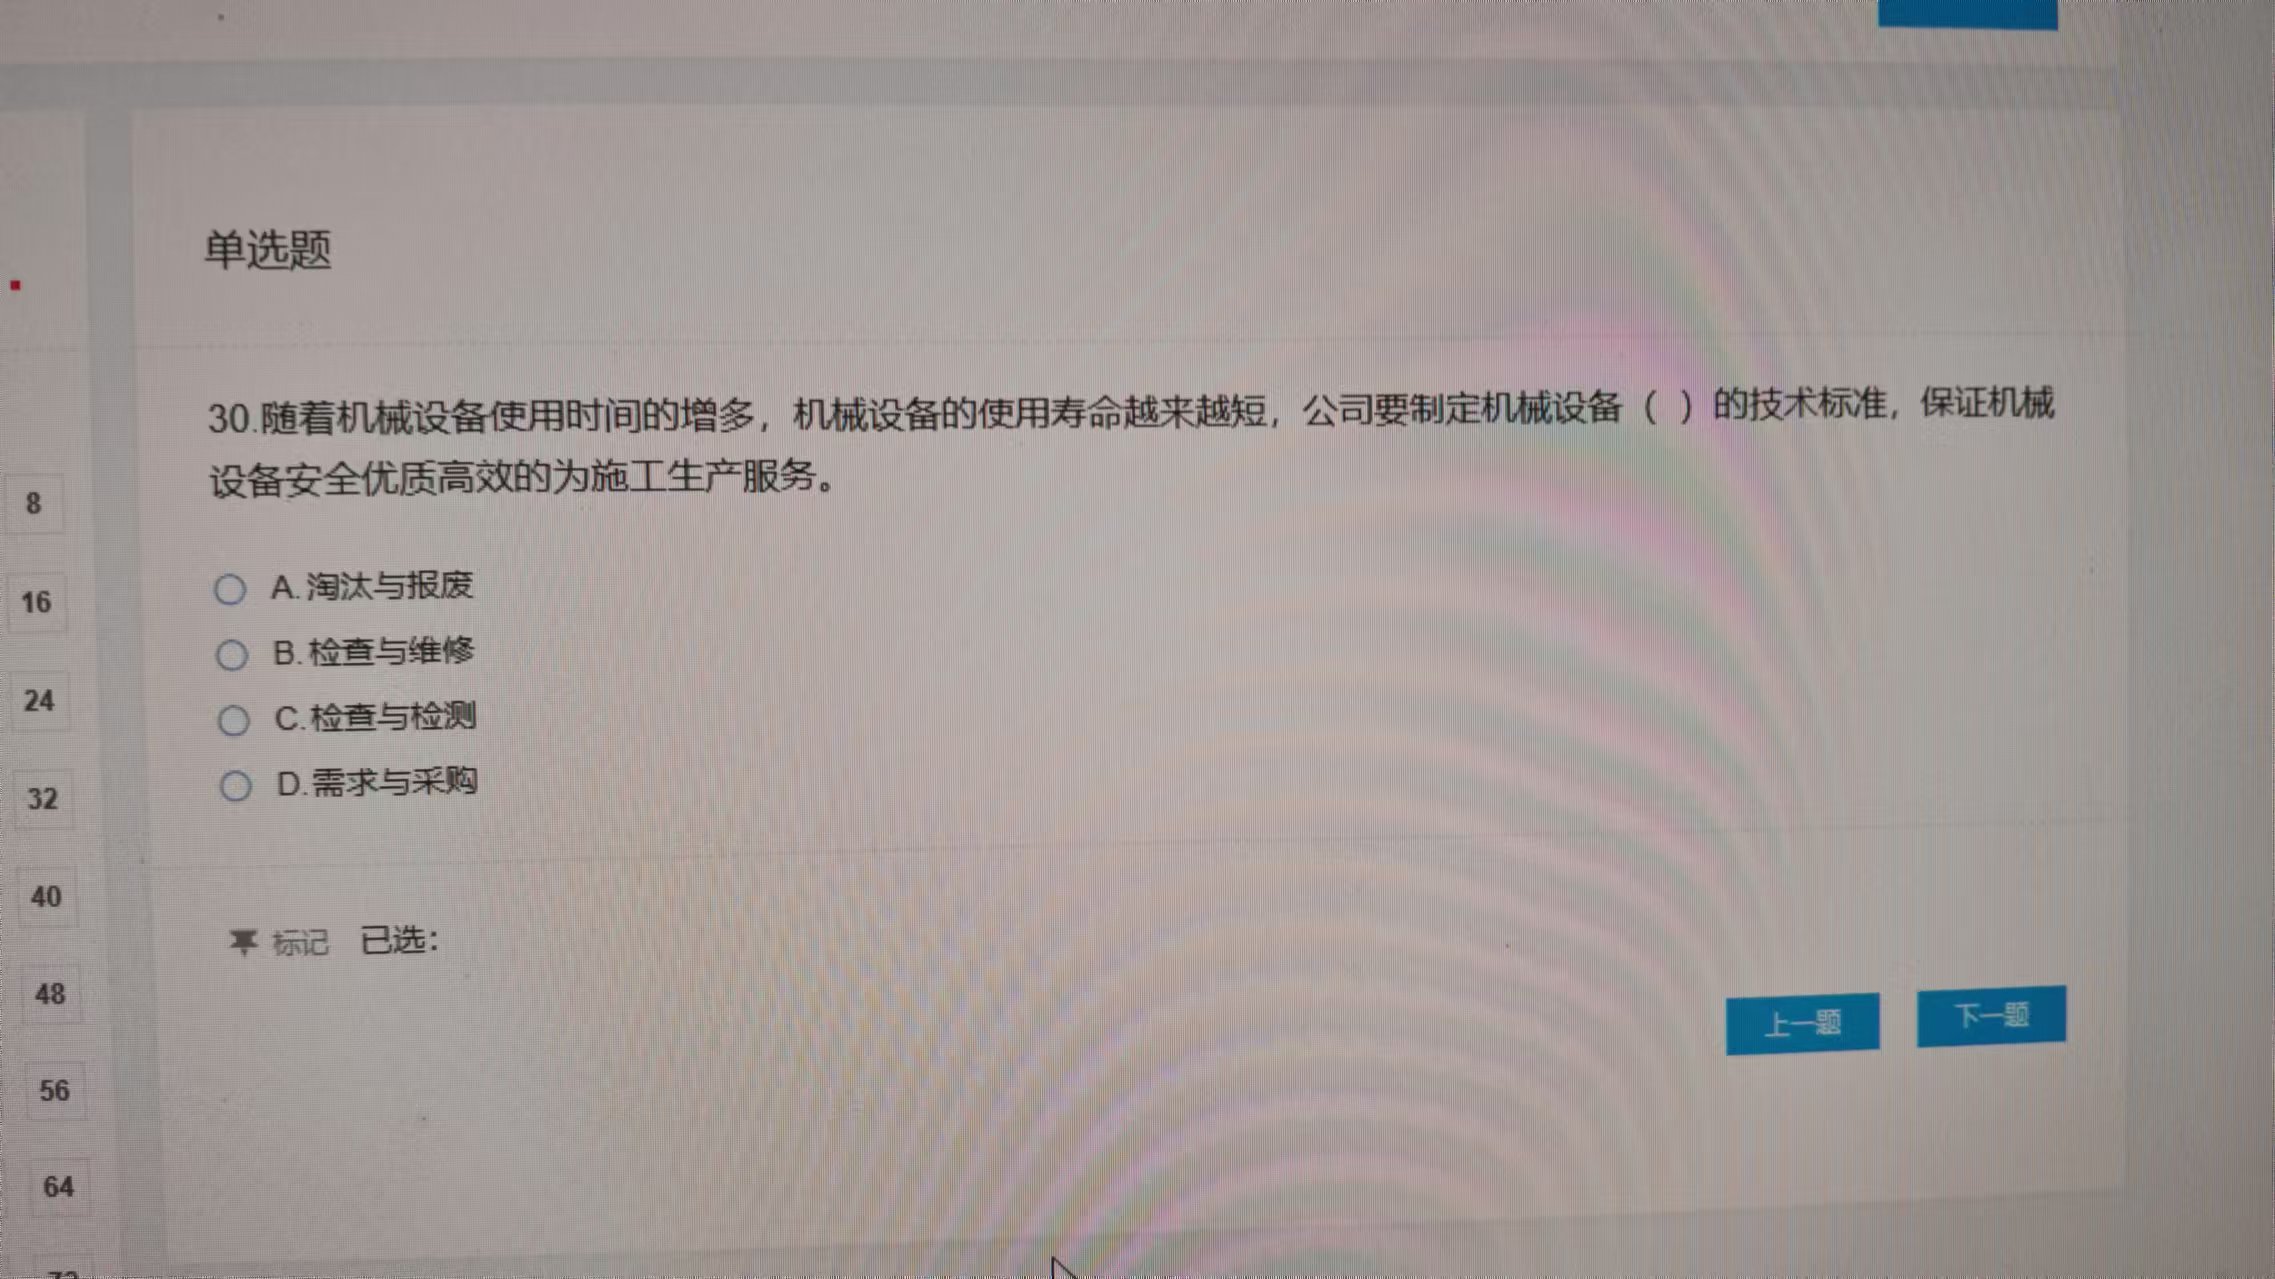 单选题
30.随着机械设备使用时间的增多，机械设备的使用寿命越来越短，公司要制定机械设备（ ）的技术标准，保证机械
设备安全优质高效的为施工生产服务。
8
16
24
32
40
48
56
64
A.淘汰与报废
B.检查与维修
C.检查与检测
D.需求与采购
标记 已选：
上一题
下一题